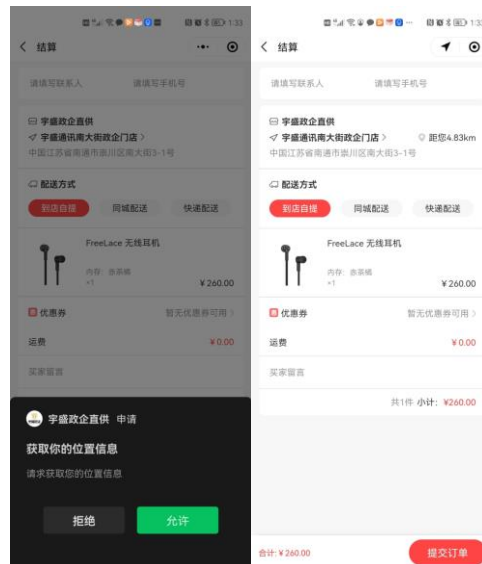 1:33
结算
请填写联系人
请填写手机号
宇盛政企直供
宇盛通讯南大街政企门店
中国江苏省南通市崇川区南大街3-1号
配送方式
到店自提
同城配送
快递配送
FreeLace 无线耳机
内存: 赤茶橘
×1
¥260.00
优惠券
暂无优惠券可用
运费
¥0.00
买家留言
宇盛政企直供 申请
获取你的位置信息
请求获取您的位置信息
拒绝
允许
结算
请填写联系人
请填写手机号
宇盛政企直供
宇盛通讯南大街政企门店
距您4.83km
中国江苏省南通市崇川区南大街3-1号
配送方式
到店自提
同城配送
快递配送
FreeLace 无线耳机
内存: 赤茶橘
×1
¥260.00
优惠券
暂无优惠券可用
运费
¥0.00
买家留言
共1件 小计: ¥260.00
合计: ¥260.00
提交订单